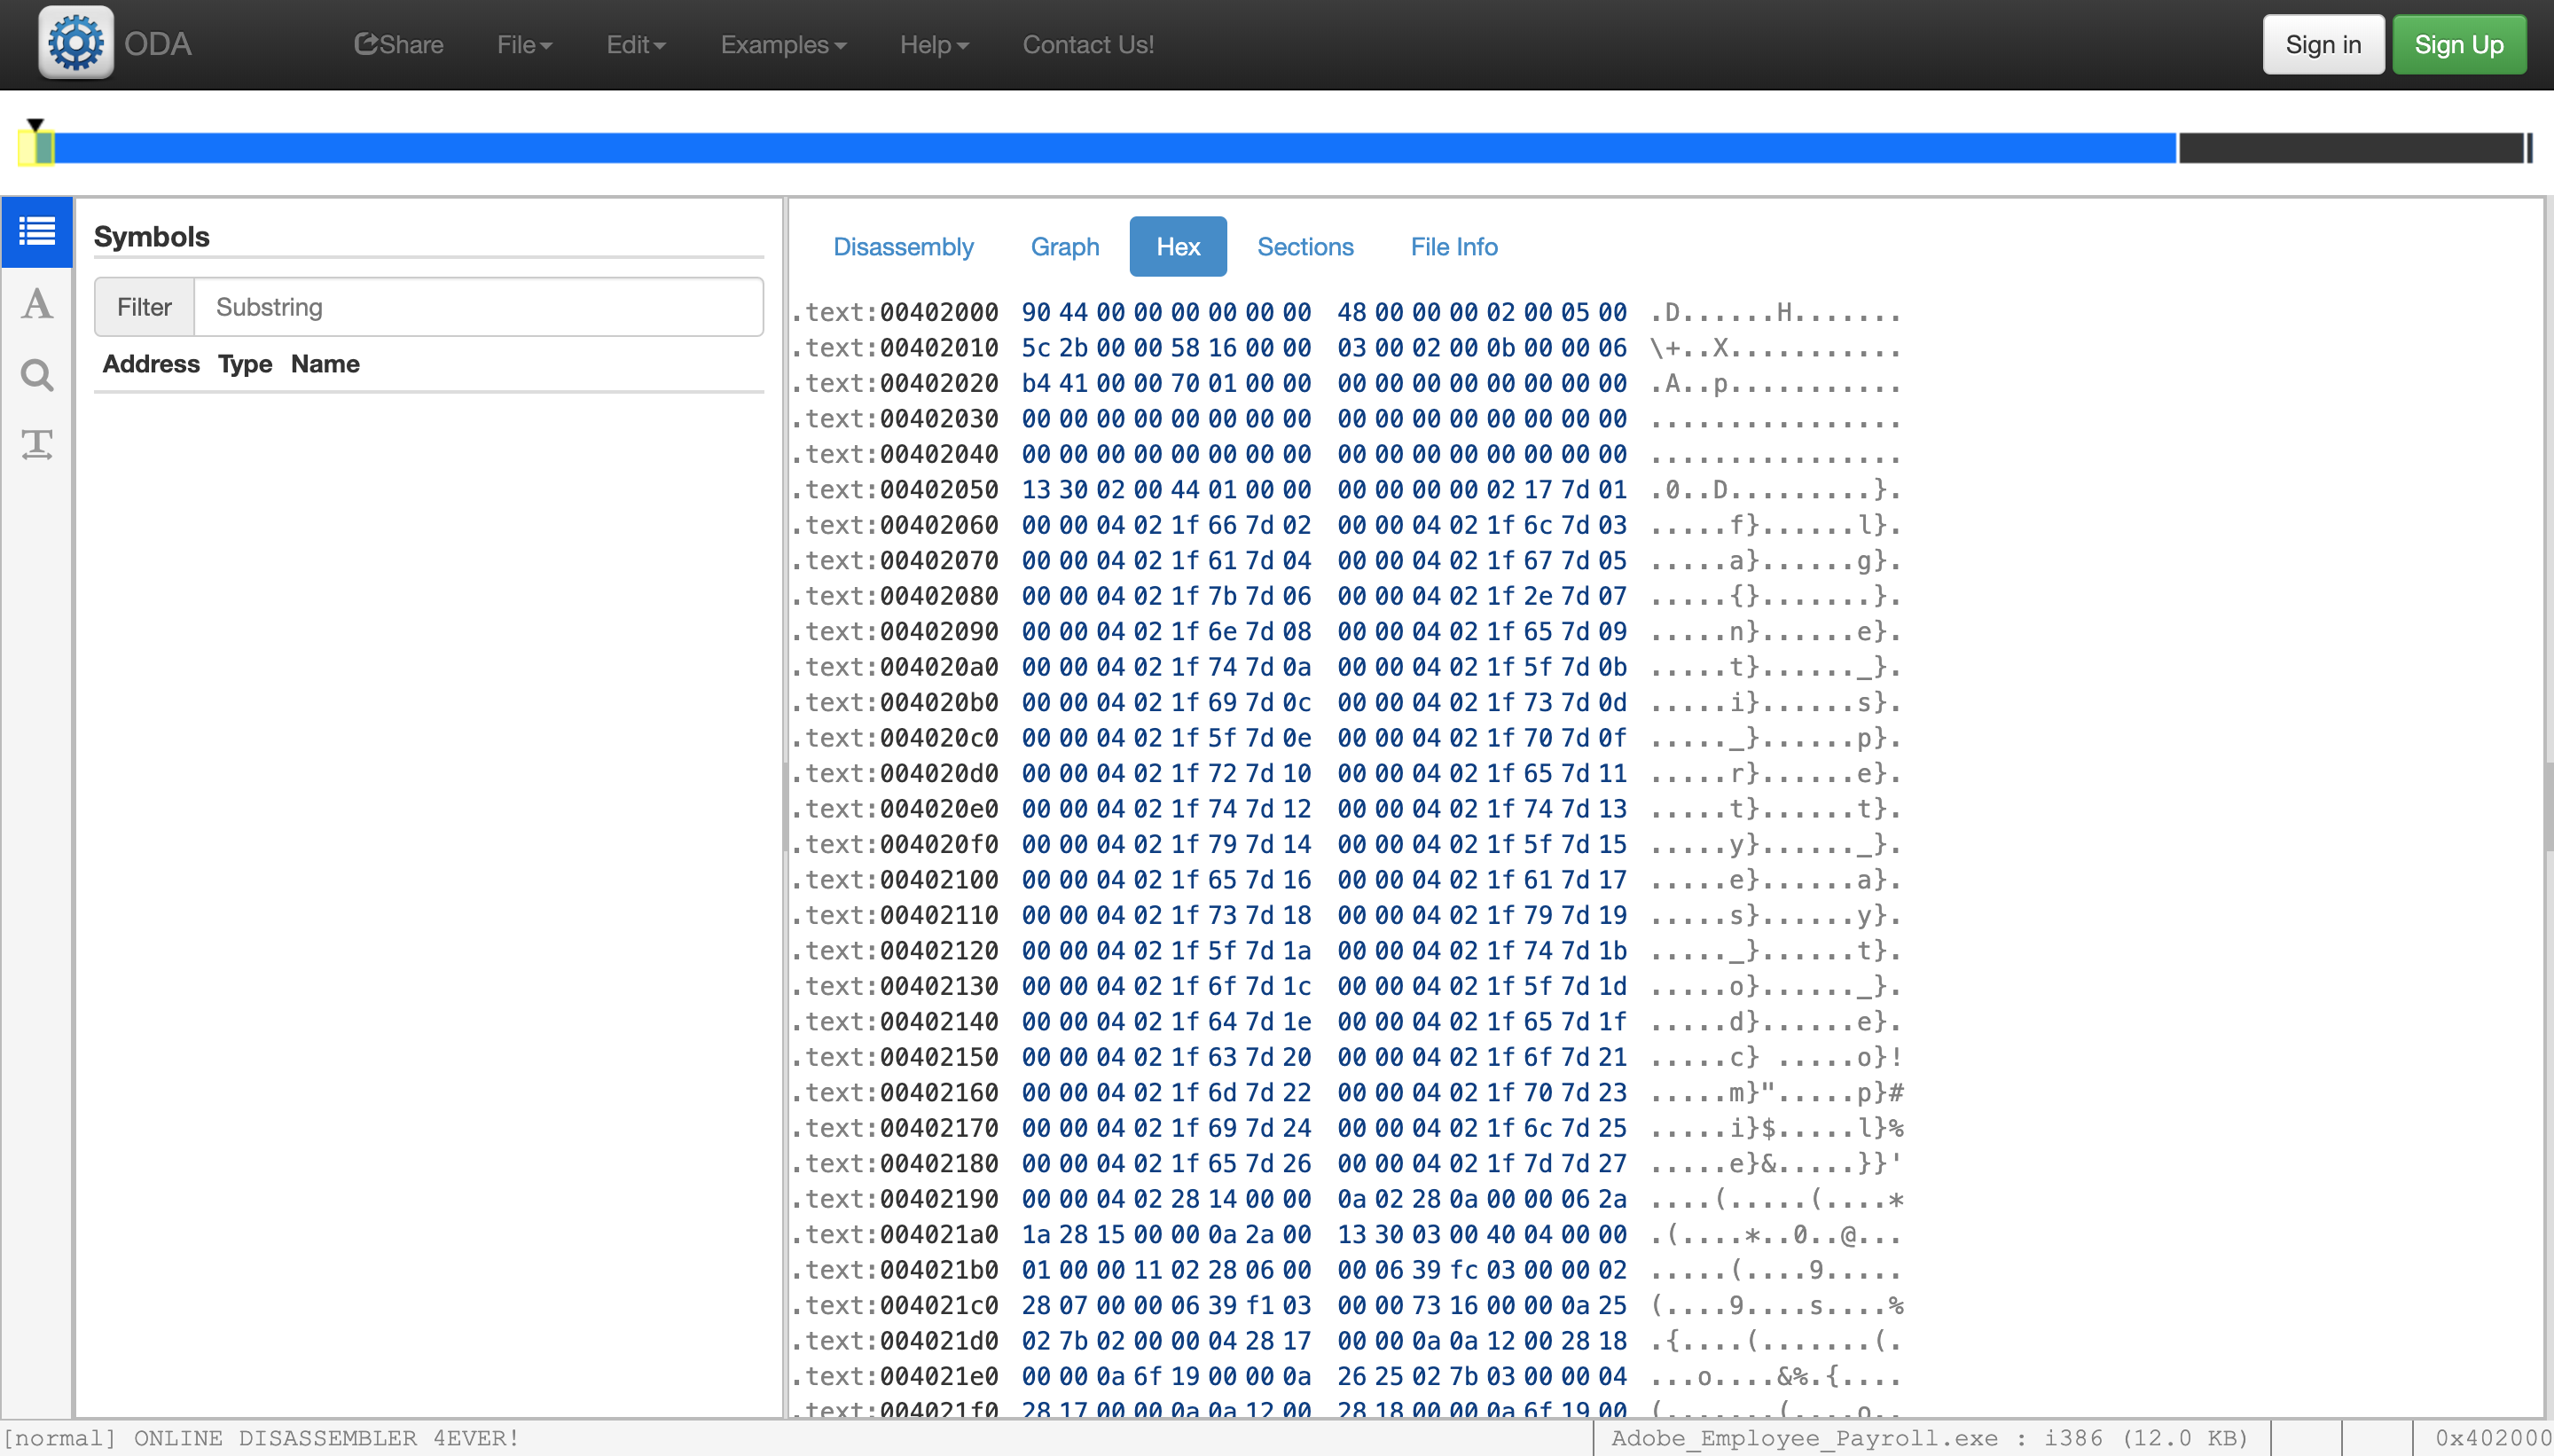 ODA Share File Edit Examples Help Contact Us! Sign in Sign Up
Symbols
Filter Substring
Address Type Name
Disassembly Graph Hex Sections File Info
.text:00402000 90 44 00 00 00 00 00 00 48 00 00 00 02 00 05 00 .D......H.......
.text:00402010 5c 2b 00 00 58 16 00 00 03 00 02 00 0b 00 00 06 \+..X...........
.text:00402020 b4 41 00 00 70 01 00 00 00 00 00 00 00 00 00 00 .A..p...........
.text:00402030 00 00 00 00 00 00 00 00 00 00 00 00 00 00 00 00 ................
.text:00402040 00 00 00 00 00 00 00 00 00 00 00 00 00 00 00 00 ................
.text:00402050 13 30 02 00 44 01 00 00 00 00 00 00 02 17 7d 01 .0..D.........}.
.text:00402060 00 00 04 02 1f 66 7d 02 00 00 04 02 1f 6c 7d 03 .....f}......l}.
.text:00402070 00 00 04 02 1f 61 7d 04 00 00 04 02 1f 67 7d 05 .....a}......g}.
.text:00402080 00 00 04 02 1f 7b 7d 06 00 00 04 02 1f 2e 7d 07 .....{}.......}.
.text:00402090 00 00 04 02 1f 6e 7d 08 00 00 04 02 1f 65 7d 09 .....n}......e}.
.text:004020a0 00 00 04 02 1f 74 7d 0a 00 00 04 02 1f 5f 7d 0b .....t}......_}.
.text:004020b0 00 00 04 02 1f 69 7d 0c 00 00 04 02 1f 73 7d 0d .....i}......s}.
.text:004020c0 00 00 04 02 1f 5f 7d 0e 00 00 04 02 1f 70 7d 0f ....._}......p}.
.text:004020d0 00 00 04 02 1f 72 7d 10 00 00 04 02 1f 65 7d 11 .....r}......e}.
.text:004020e0 00 00 04 02 1f 74 7d 12 00 00 04 02 1f 74 7d 13 .....t}......t}.
.text:004020f0 00 00 04 02 1f 79 7d 14 00 00 04 02 1f 5f 7d 15 .....y}......_}.
.text:00402100 00 00 04 02 1f 65 7d 16 00 00 04 02 1f 61 7d 17 .....e}......a}.
.text:00402110 00 00 04 02 1f 73 7d 18 00 00 04 02 1f 79 7d 19 .....s}......y}.
.text:00402120 00 00 04 02 1f 5f 7d 1a 00 00 04 02 1f 74 7d 1b ....._}......t}.
.text:00402130 00 00 04 02 1f 6f 7d 1c 00 00 04 02 1f 5f 7d 1d .....o}......_}.
.text:00402140 00 00 04 02 1f 64 7d 1e 00 00 04 02 1f 65 7d 1f .....d}......e}.
.text:00402150 00 00 04 02 1f 63 7d 20 00 00 04 02 1f 6f 7d 21 .....c} .....o}!
.text:00402160 00 00 04 02 1f 6d 7d 22 00 00 04 02 1f 70 7d 23 .....m}".....p}#
.text:00402170 00 00 04 02 1f 69 7d 24 00 00 04 02 1f 6c 7d 25 .....i}$.....l}%
.text:00402180 00 00 04 02 1f 65 7d 26 00 00 04 02 1f 7d 7d 27 .....e}&.....}}'
.text:00402190 00 00 04 02 28 14 00 00 0a 02 28 0a 00 00 06 2a ....(.....(....*
.text:004021a0 1a 28 15 00 00 0a 2a 00 13 30 03 00 40 04 00 00 .(....*..0..@...
.text:004021b0 01 00 00 11 02 28 06 00 00 06 39 fc 03 00 00 02 .....(....9.....
.text:004021c0 28 07 00 00 06 39 f1 03 00 00 73 16 00 00 0a 25 (....9....s....%
.text:004021d0 02 7b 02 00 00 04 28 17 00 00 0a 0a 12 00 28 18 .{....(.......(.
.text:004021e0 00 00 0a 6f 19 00 00 0a 26 25 02 7b 03 00 00 04 ...o....&%.{....
.text:004021f0 28 17 00 00 0a 0a 12 00 28 18 00 00 0a 6f 19 00 (.......(....o..
[normal] ONLINE DISASSEMBLER 4EVER! Adobe_Employee_Payroll.exe : i386 (12.0 KB) 0x402000